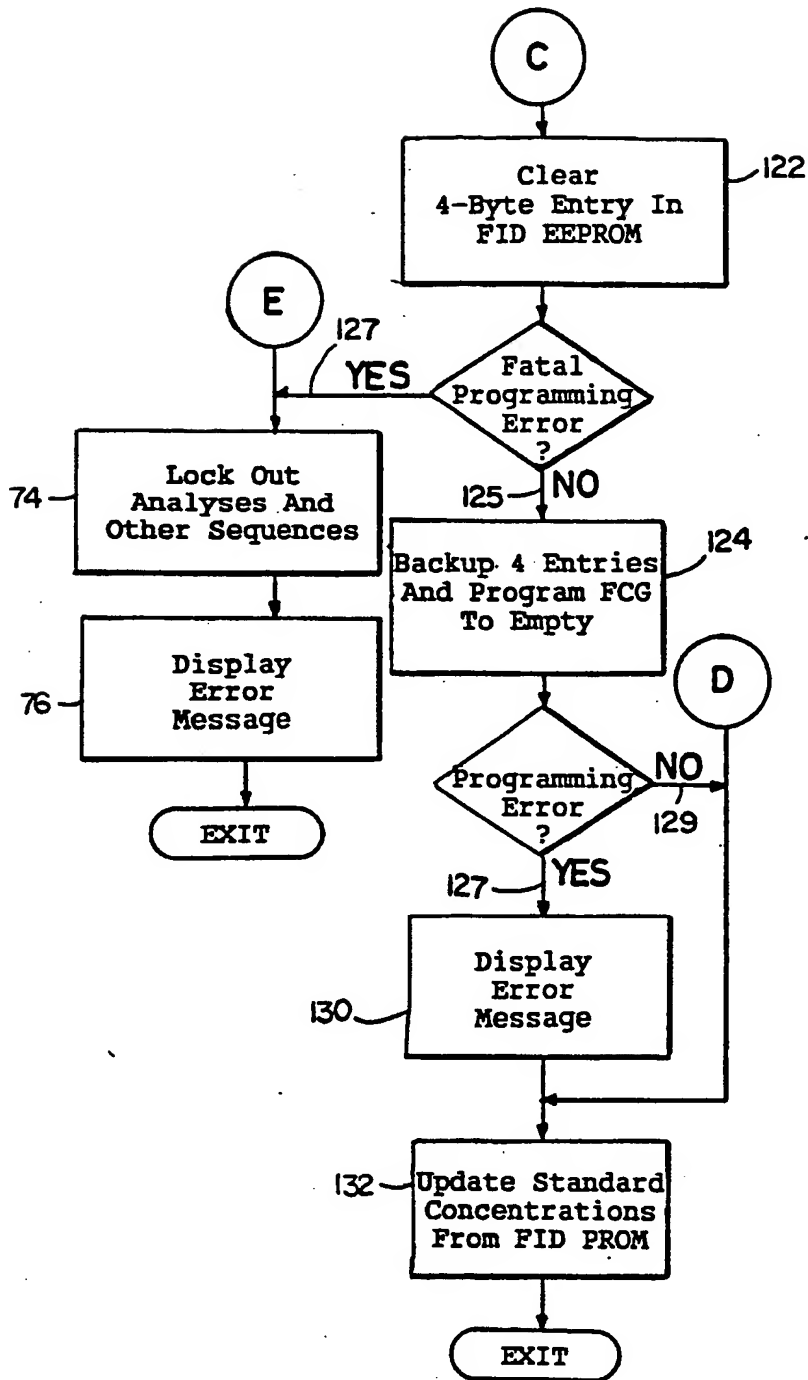 C
Clear
4-Byte Entry In
FID EEPROM
122
E
127
YES
Fatal
Programming
Error
?
125
NO
74
Lock Out
Analyses And
Other Sequences
124
Backup 4 Entries
And Program FCG
To Empty
D
76
Display
Error
Message
EXIT
Programming
Error
?
NO
129
127
YES
130
Display
Error
Message
132
Update Standard
Concentrations
From FID PROM
EXIT